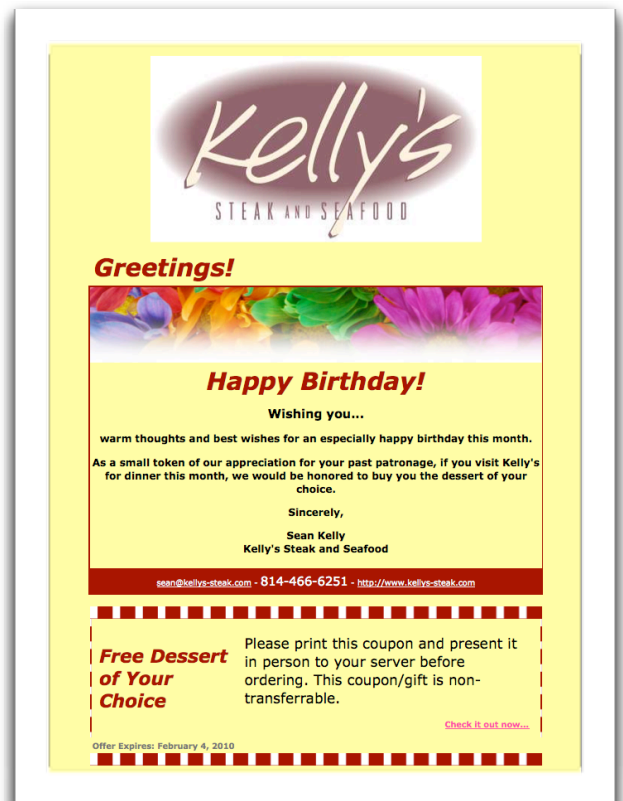 Kelly's
STEAK AND SEAFOOD
Greetings!
Happy Birthday!
Wishing you...
warm thoughts and best wishes for an especially happy birthday this month.
As a small token of our appreciation for your past patronage, if you visit Kelly's
for dinner this month, we would be honored to buy you the dessert of your
choice.
Sincerely,
Sean Kelly
Kelly's Steak and Seafood
sean@kellys-steak.com - 814-466-6251 - http://www.kellys-steak.com
Free Dessert
of Your
Choice
Please print this coupon and present it
in person to your server before
ordering. This coupon/gift is non-
transferrable.
Check it out now...
Offer Expires: February 4, 2010